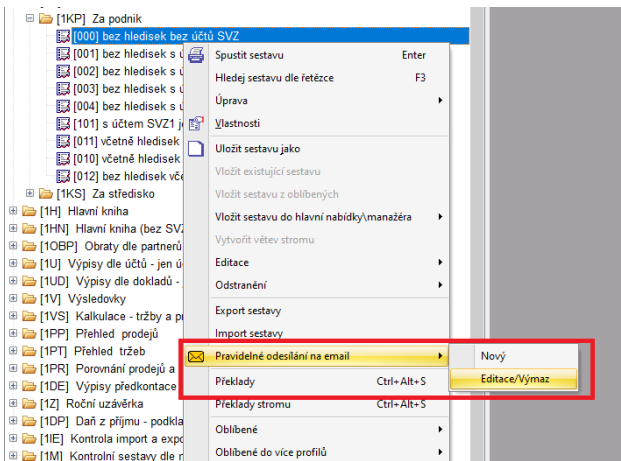 [1KP] Za podnik
[000] bez hledisek bez účtů SVZ
[001] bez hledisek s ú
[002] bez hledisek s ú
[003] bez hledisek s ú
[004] bez hledisek s ú
[101] s účtem SVZ1 j
[011] včetně hledisek
[010] včetně hledisek
[012] bez hledisek vče
[1KS] Za středisko
[1H] Hlavní kniha
[1HN] Hlavní kniha (bez SVZ
[1OBP] Obraty dle partnerů
[1U] Výpisy dle účtů - jen ú
[1UD] Výpisy dle dokladů -
[1V] Výsledovky
[1VS] Kalkulace - tržby a p
[1PP] Přehled prodejů
[1PT] Přehled tržeb
[1PR] Porovnání prodejů a
[1DE] Výpisy předkontace
[1Z] Roční uzávěrka
[1DP] Daň z příjmu - podkla
[1IE] Kontrola import a expo
[1M] Kontrolní sestavy dle
Spustit sestavu Enter
Hledej sestavu dle řetězce F3
Úprava
Vlastnosti
Uložit sestavu jako
Vložit existující sestavu
Vložit sestavu z oblíbených
Vložit sestavu do hlavní nabídky\manažéra
Vytvořit větev stromu
Editace
Odstranění
Export sestavy
Import sestavy
Pravidelné odesílání na email
Překlady Ctrl+Alt+S
Překlady stromu Ctrl+Alt+S
Oblíbené
Oblíbené do více profilů
Nový
Editace/Výmaz